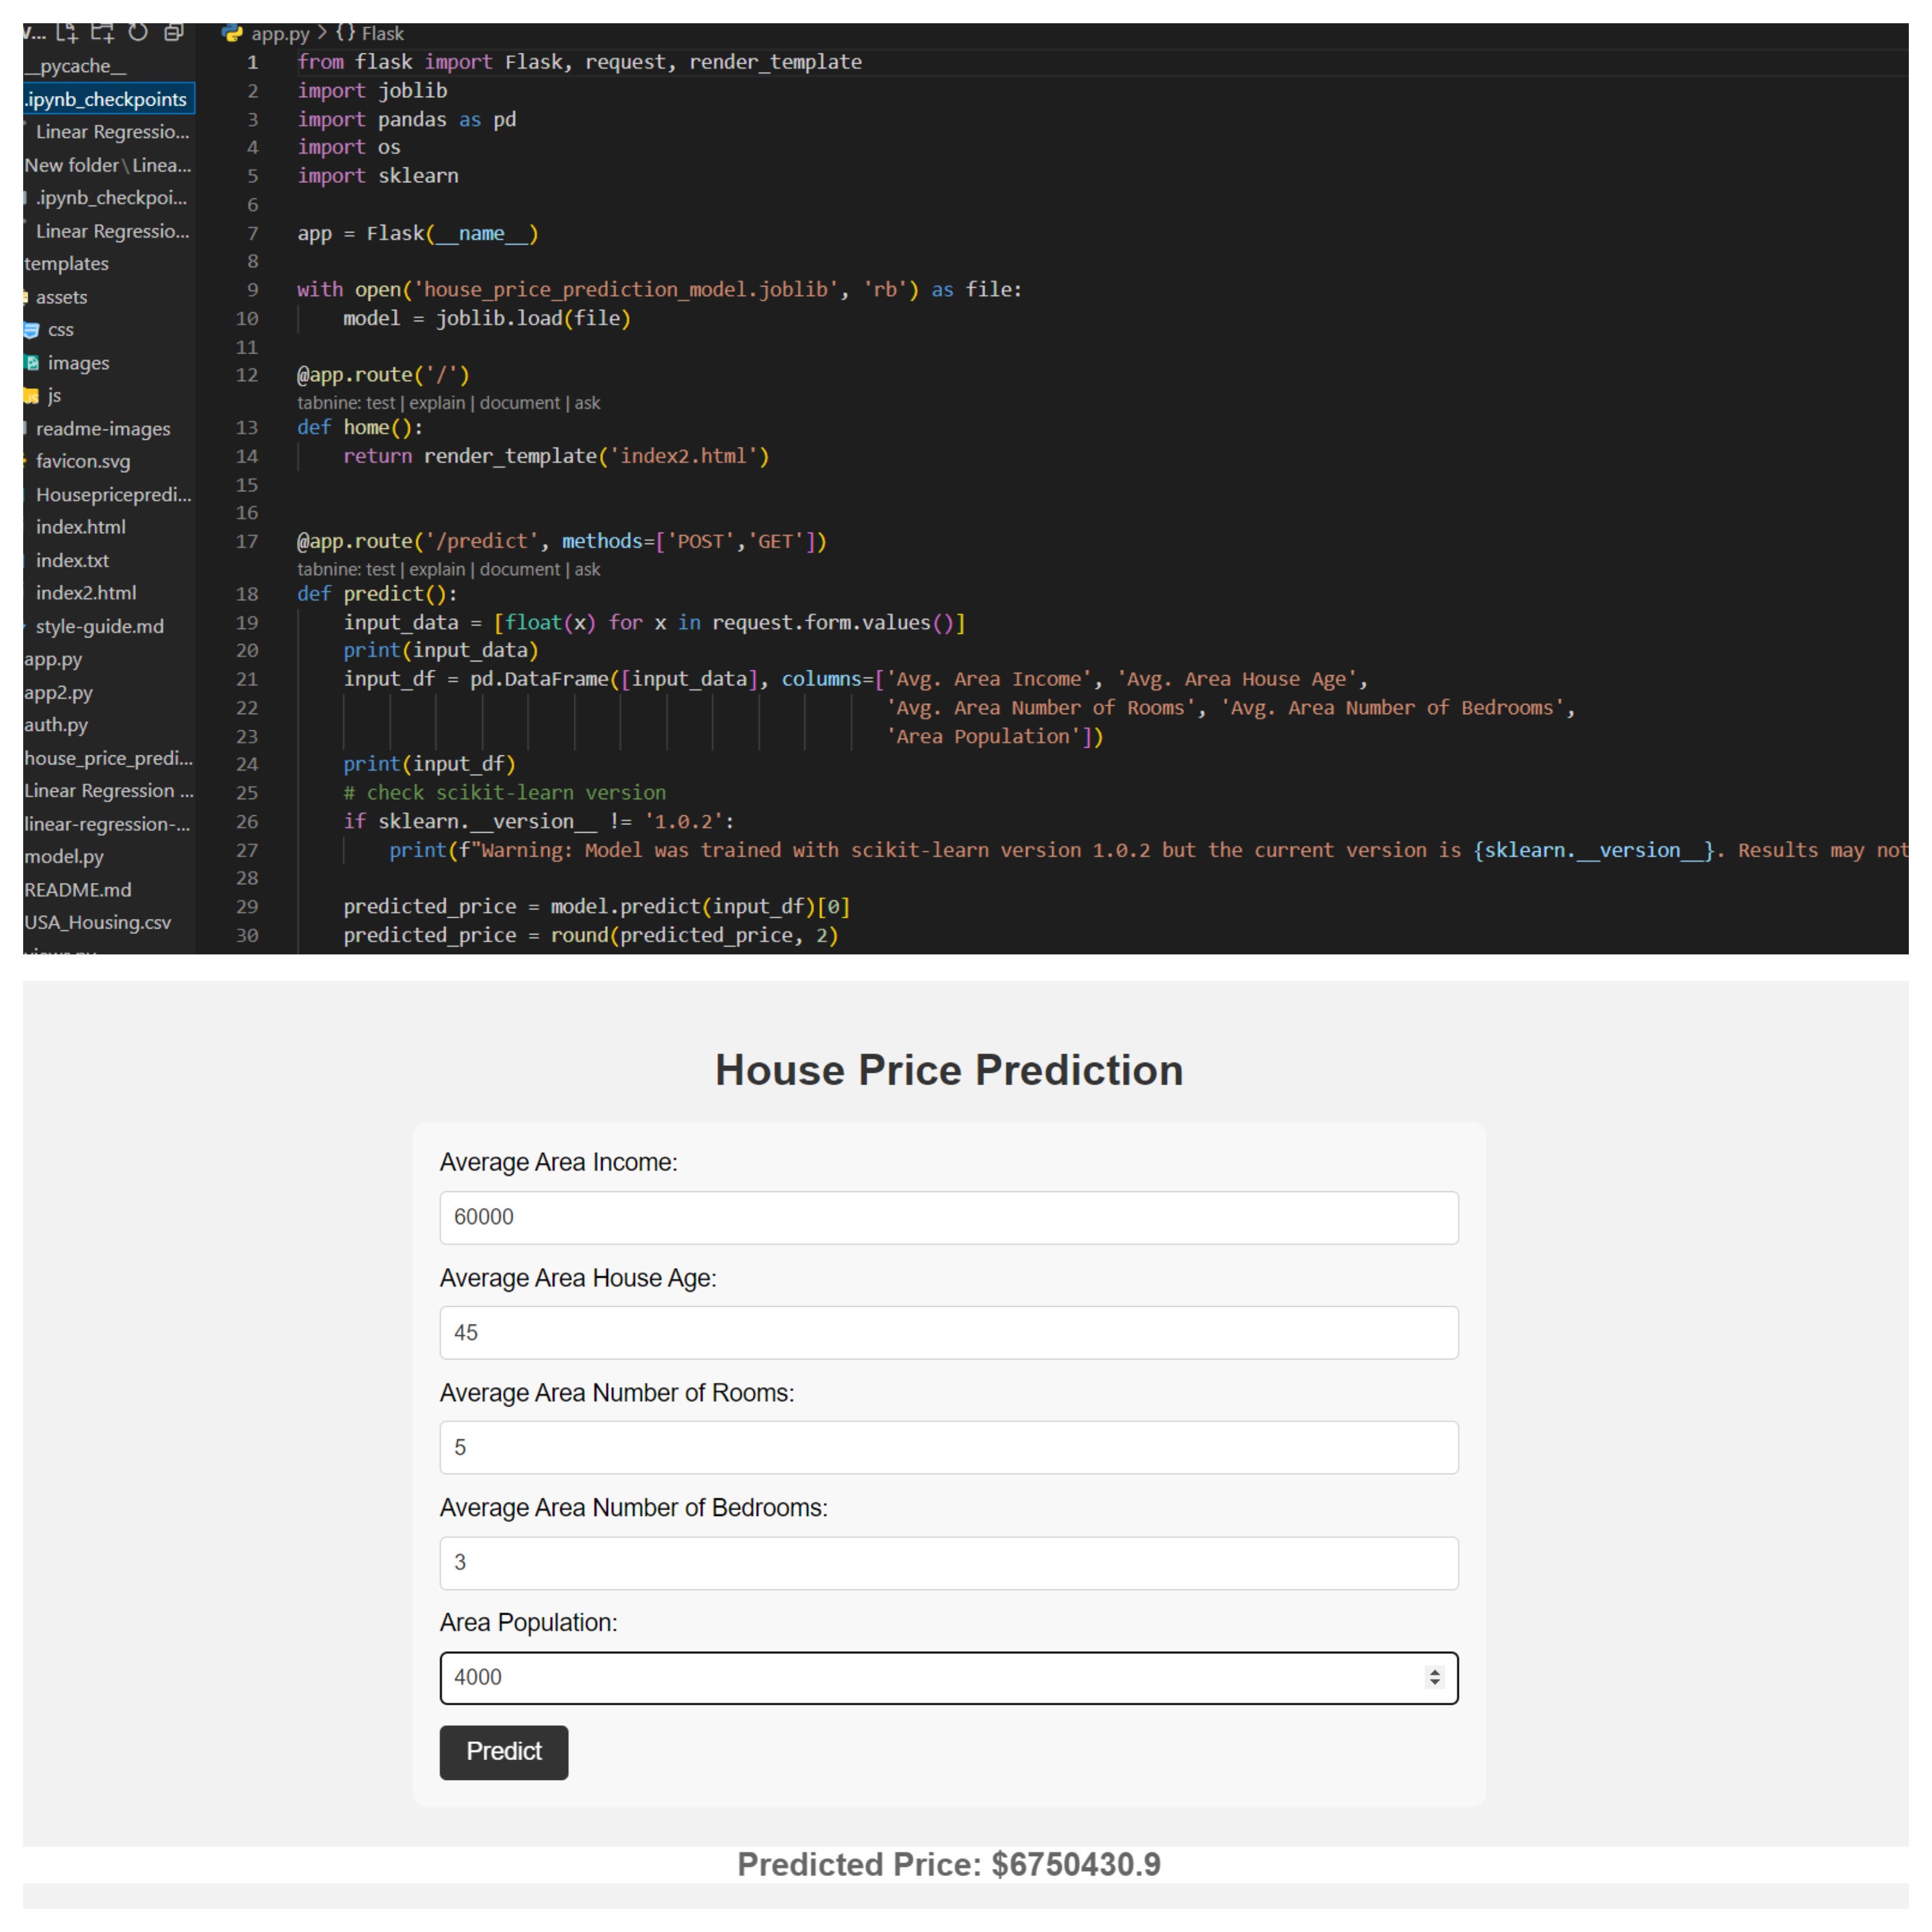 v...
app.py > {} Flask
__pycache__
.ipynb_checkpoints
Linear Regressio...
New folder\Linea...
.ipynb_checkpoi...
Linear Regressio...
templates
assets
css
images
js
readme-images
favicon.svg
Housepricepredi...
index.html
index.txt
index2.html
style-guide.md
app.py
app2.py
auth.py
house_price_predi...
Linear Regression ...
linear-regression-...
model.py
README.md
USA_Housing.csv
1 from flask import Flask, request, render_template
2 import joblib
3 import pandas as pd
4 import os
5 import sklearn
6
7 app = Flask(__name__)
8
9 with open('house_price_prediction_model.joblib', 'rb') as file:
10 model = joblib.load(file)
11
12 @app.route('/')
tabnine: test | explain | document | ask
13 def home():
14 return render_template('index2.html')
15
16
17 @app.route('/predict', methods=['POST','GET'])
tabnine: test | explain | document | ask
18 def predict():
19 input_data = [float(x) for x in request.form.values()]
20 print(input_data)
21 input_df = pd.DataFrame([input_data], columns=['Avg. Area Income', 'Avg. Area House Age',
22 'Avg. Area Number of Rooms', 'Avg. Area Number of Bedrooms',
23 'Area Population'])
24 print(input_df)
25 # check scikit-learn version
26 if sklearn.__version__ != '1.0.2':
27 print(f"Warning: Model was trained with scikit-learn version 1.0.2 but the current version is {sklearn.__version__}. Results may not
28
29 predicted_price = model.predict(input_df)[0]
30 predicted_price = round(predicted_price, 2)
House Price Prediction
Average Area Income:
60000
Average Area House Age:
45
Average Area Number of Rooms:
5
Average Area Number of Bedrooms:
3
Area Population:
4000
Predict
Predicted Price: $6750430.9